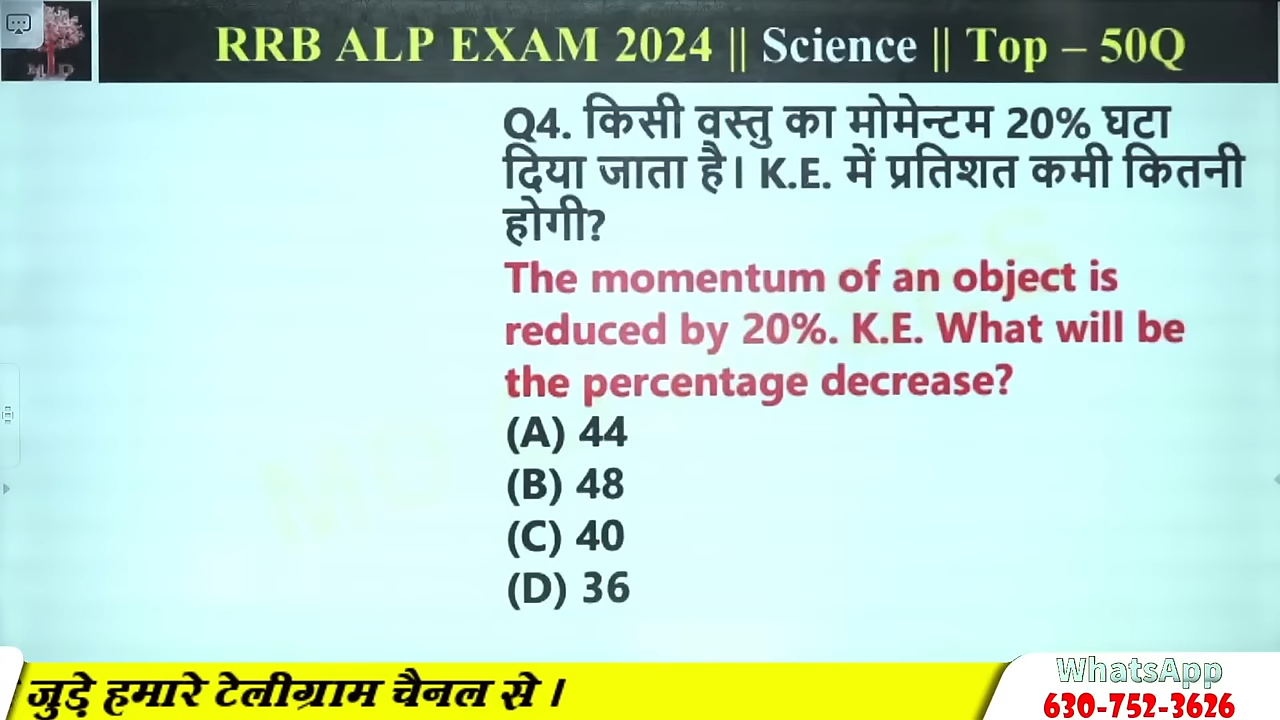 RRB ALP EXAM 2024 || Science || Top – 50Q
Q4. किसी वस्तु का मोमेन्टम 20% घटा
दिया जाता है। K.E. में प्रतिशत कमी कितनी
होगी?
The momentum of an object is
reduced by 20%. K.E. What will be
the percentage decrease?
(A) 44
(B) 48
(C) 40
(D) 36
जुड़े हमारे टेलीग्राम चैनल से ।
WhatsApp
630-752-3626